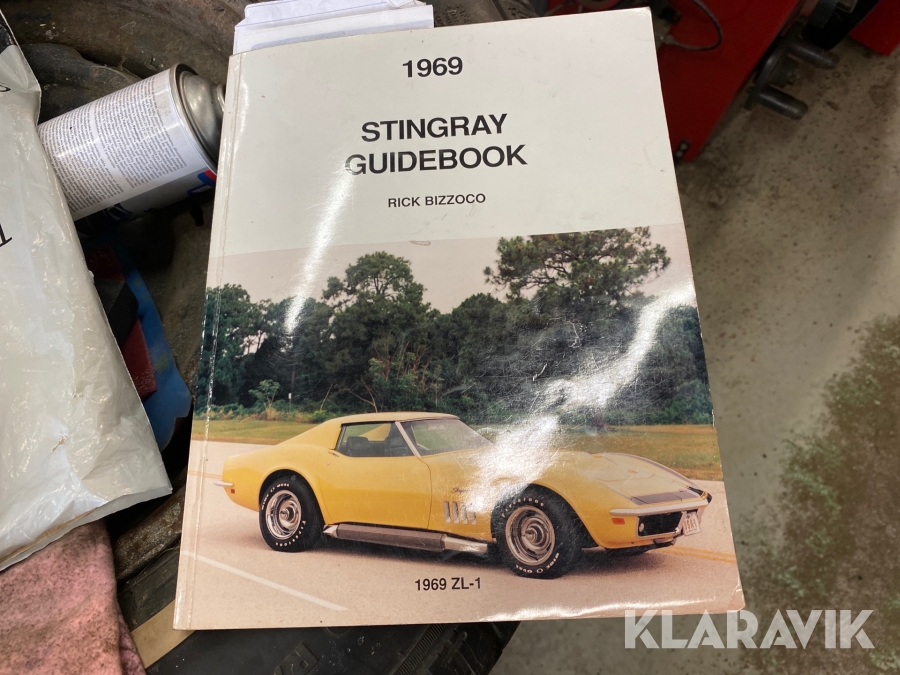 1969
STINGRAY
GUIDEBOOK
RICK BIZZOCO
1969 ZL-1
KLARAVIK